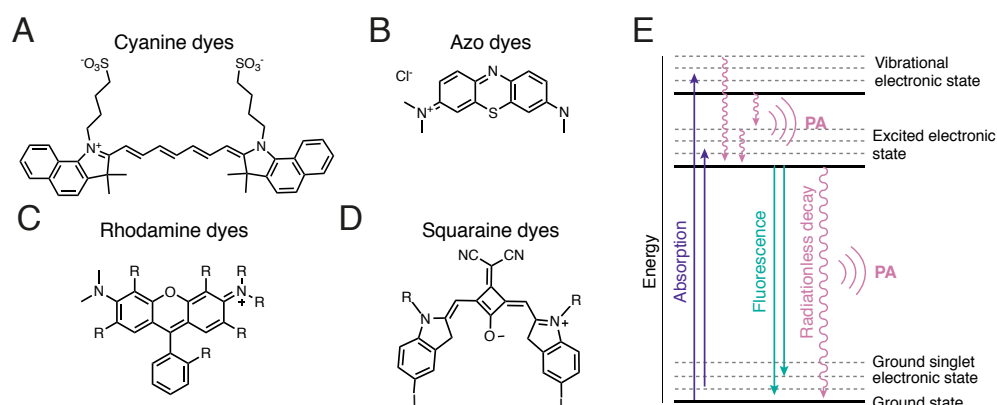 A
Cyanine dyes
⁻O₃S
SO₃⁻
N⁺
N
B
Azo dyes
Cl⁻
N
N⁺
S
N
C
Rhodamine dyes
R
R
N
O
N
+
R
R
R
R
D
Squaraine dyes
NC
CN
R
R
N
N
+
O⁻
I
I
E
Energy
Absorption
Fluorescence
Radiationless decay
PA
PA
Vibrational
electronic state
Excited electronic
state
Ground singlet
electronic state
Ground state